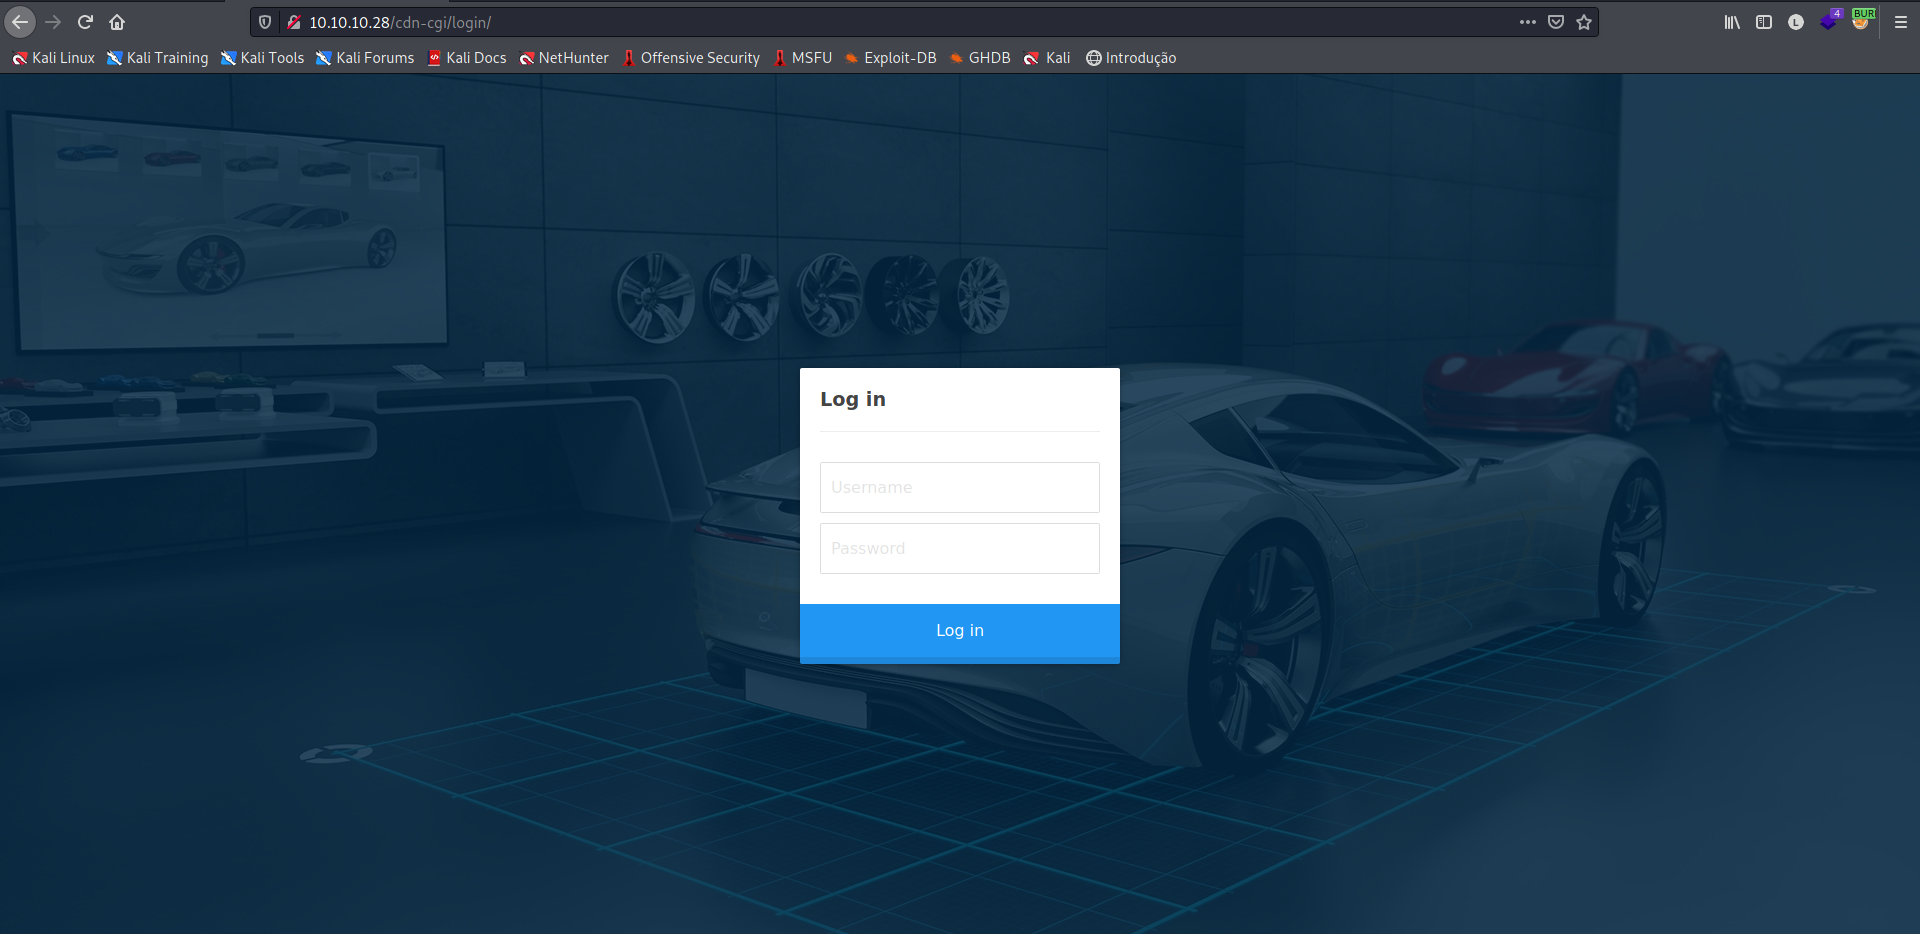 10.10.10.28/cdn-cgi/login/
4
BUR
L
Kali Linux Kali Training Kali Tools Kali Forums Kali Docs NetHunter Offensive Security MSFU Exploit-DB GHDB Kali Introdução
Log in
Username
Password
Log in